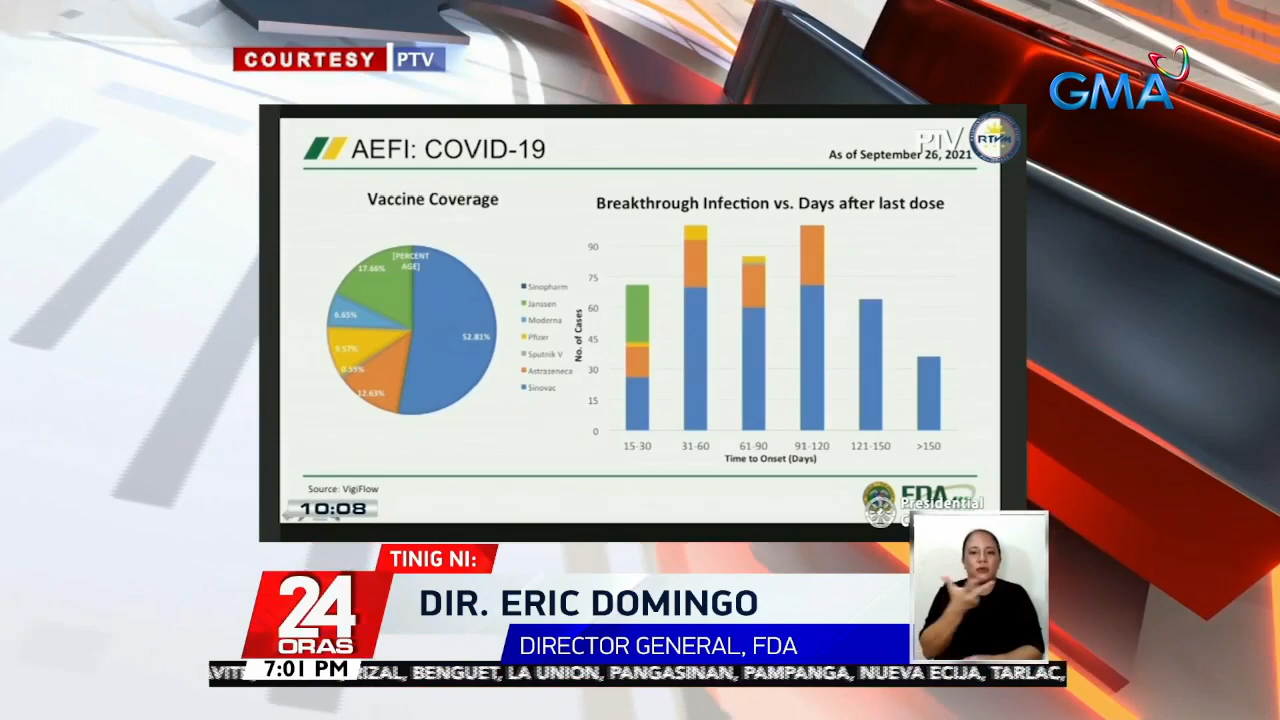 COURTESY PTV
GMA
PTV
RTVM
AEFI: COVID-19
As of September 26, 2021
Vaccine Coverage
Breakthrough Infection vs. Days after last dose
[PERCENT
AGE]
17.66%
6.65%
9.57%
12.63%
52.81%
Sinopharm
Janssen
Moderna
Pfizer
Sputnik V
Astrazeneca
Sinovac
No. of Cases
90
75
60
45
30
15
0
15-30 31-60 61-90 91-120 121-150 >150
Time to Onset (Days)
Source: VigiFlow
10:08
FDA
Presidential
TINIG NI:
24
ORAS
DIR. ERIC DOMINGO
DIRECTOR GENERAL, FDA
7:01 PM
BENGUET, LA UNION, PANGASINAN, PAMPANGA, NUEVA ECIJA, TARLAC,